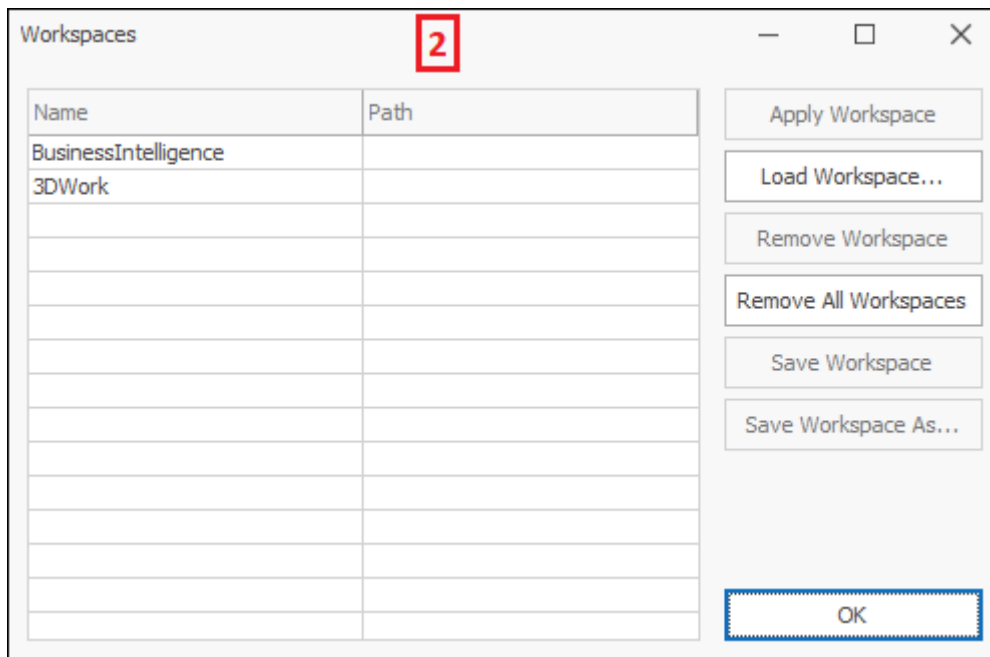 Workspaces
2
Name Path
BusinessIntelligence
3DWork
Apply Workspace
Load Workspace...
Remove Workspace
Remove All Workspaces
Save Workspace
Save Workspace As...
OK